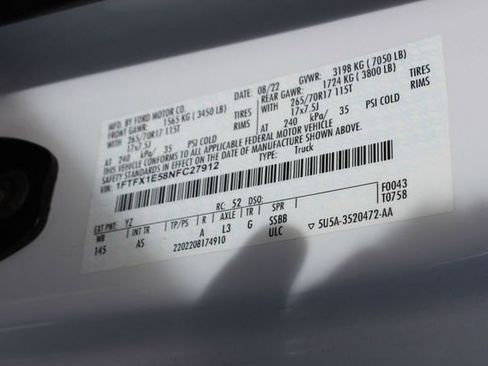 MFD. BY FORD MOTOR CO. DATE: 08/22 GVWR: 3198 KG ( 7050 LB)
FRONT GAWR: 1565 KG ( 3450 LB) REAR GAWR: 1724 KG ( 3800 LB)
265/70R17 115T TIRES 265/70R17 115T TIRES
17x7.5J RIMS 17x7.5J RIMS
AT 240 kPa/ 35 PSI COLD AT 240 kPa/ 35 PSI COLD
THIS VEHICLE CONFORMS TO ALL APPLICABLE FEDERAL MOTOR VEHICLE
SAFETY STANDARDS IN EFFECT ON THE DATE OF MANUFACTURE SHOWN ABOVE.
VIN: 1FTFX1E58NFC27912 TYPE: Truck
F0043
T0758
EXT PNT: YZ RC: 52 DSO:
WB INT TR TP/PS R AXLE TR SPR
145 AS A L3 G SSBB
2202208174910 ULC
5U5A-3520472-AA